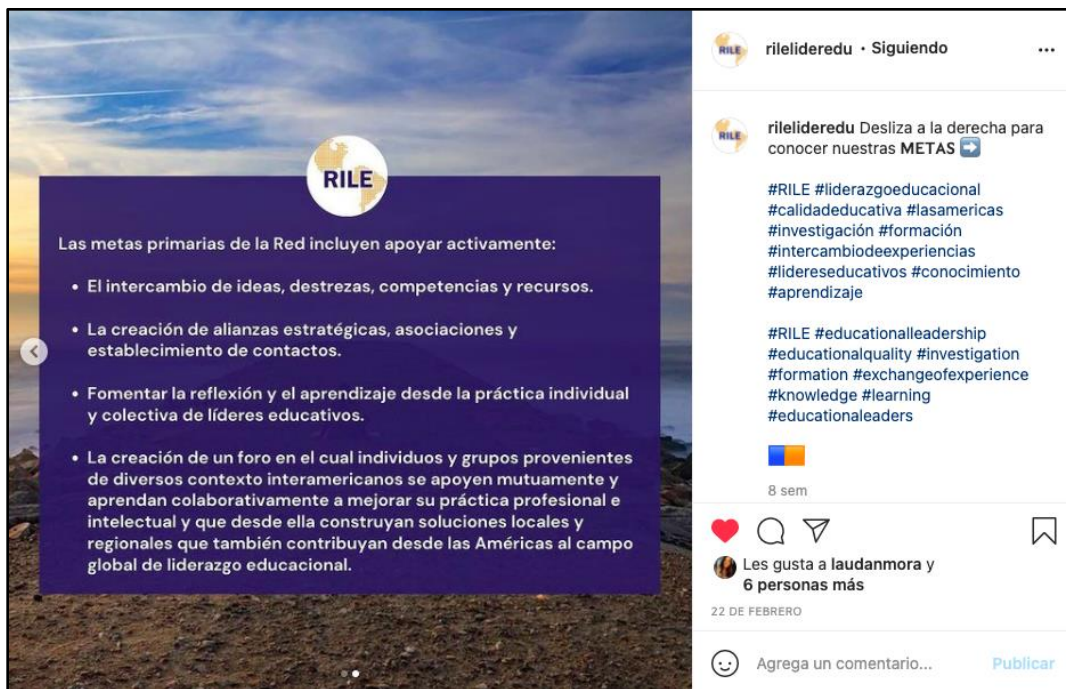 RILE
Las metas primarias de la Red incluyen apoyar activamente:
• El intercambio de ideas, destrezas, competencias y recursos.
• La creación de alianzas estratégicas, asociaciones y
establecimiento de contactos.
• Fomentar la reflexión y el aprendizaje desde la práctica individual
y colectiva de líderes educativos.
• La creación de un foro en el cual individuos y grupos provenientes
de diversos contexto interamericanos se apoyen mutuamente y
aprendan colaborativamente a mejorar su práctica profesional e
intelectual y que desde ella construyan soluciones locales y
regionales que también contribuyan desde las Américas al campo
global de liderazgo educacional.
RILE
rilelideredu • Siguiendo
RILE
rilelideredu Desliza a la derecha para
conocer nuestras METAS ➡️
#RILE #liderazgoeducacional
#calidadeducativa #lasamericas
#investigación #formación
#intercambiodeexperiencias
#lidereseducativos #conocimiento
#aprendizaje
#RILE #educationalleadership
#educationalquality #investigation
#formation #exchangeofexperience
#knowledge #learning
#educationaleaders
8 sem
Les gusta a laudanmora y
6 personas más
22 DE FEBRERO
Agrega un comentario... Publicar